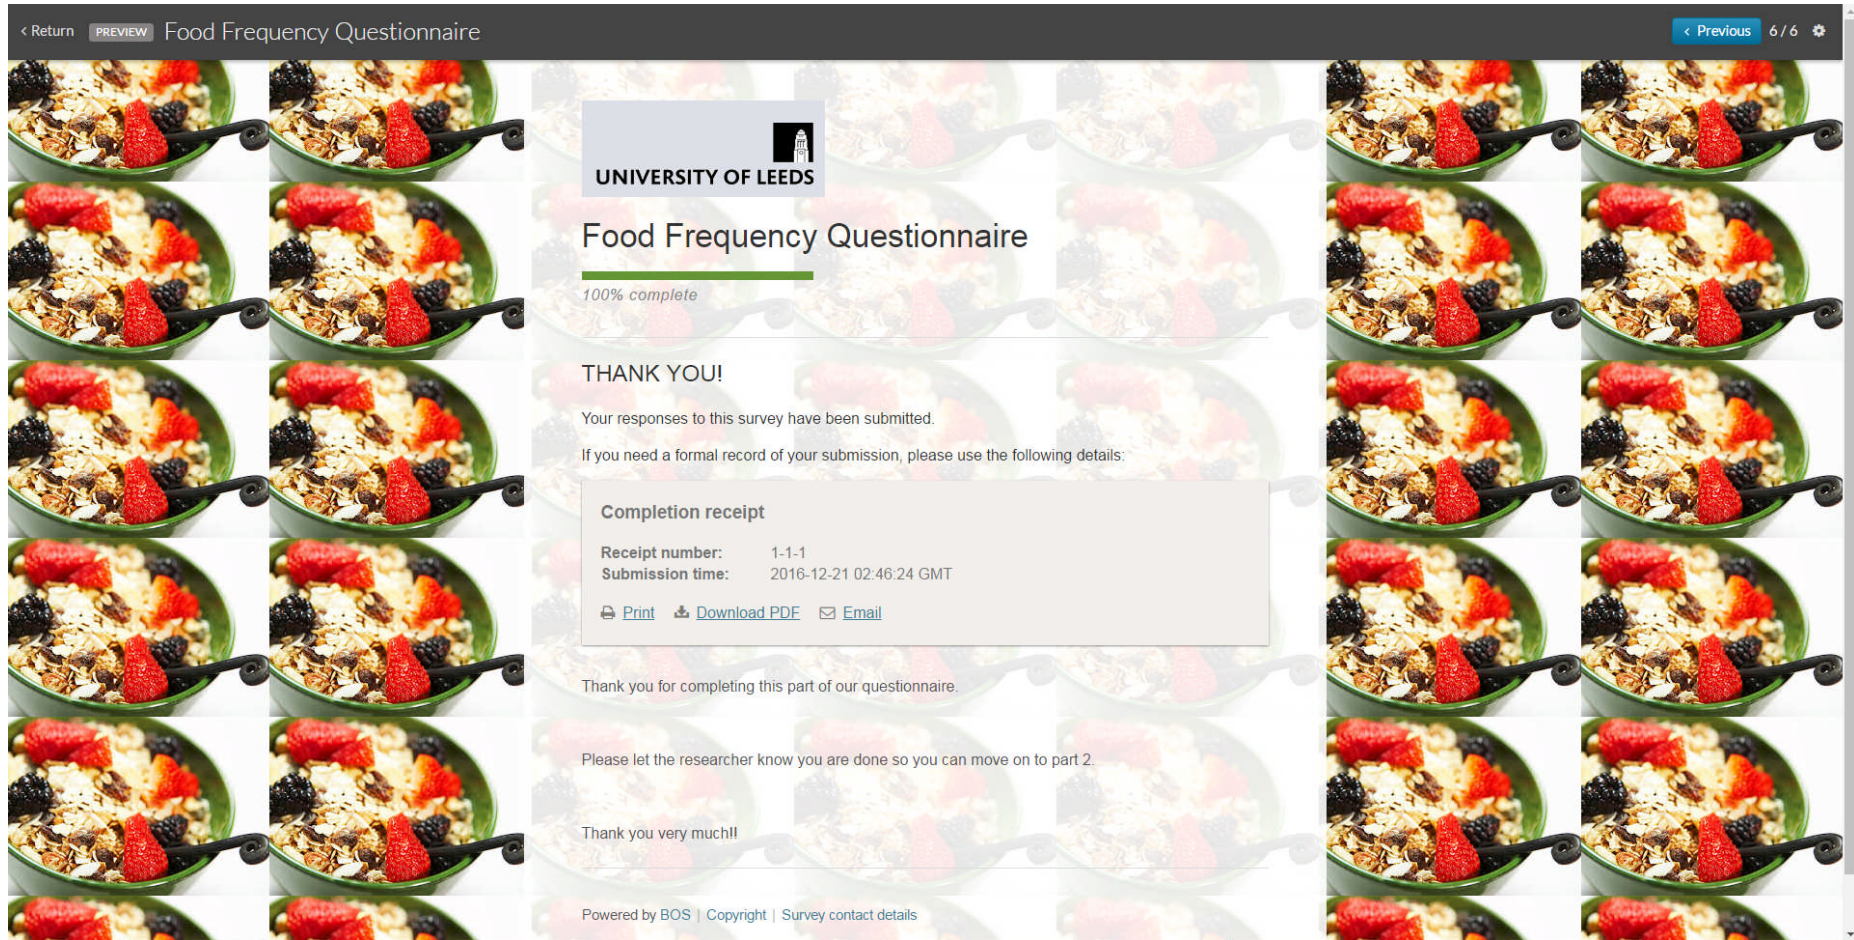 < Return PREVIEW Food Frequency Questionnaire
< Previous 6 / 6
UNIVERSITY OF LEEDS
Food Frequency Questionnaire
100% complete
THANK YOU!
Your responses to this survey have been submitted.
If you need a formal record of your submission, please use the following details:
Completion receipt
Receipt number: 1-1-1
Submission time: 2016-12-21 02:46:24 GMT
Print Download PDF Email
Thank you for completing this part of our questionnaire.
Please let the researcher know you are done so you can move on to part 2.
Thank you very much!!
Powered by BOS | Copyright | Survey contact details